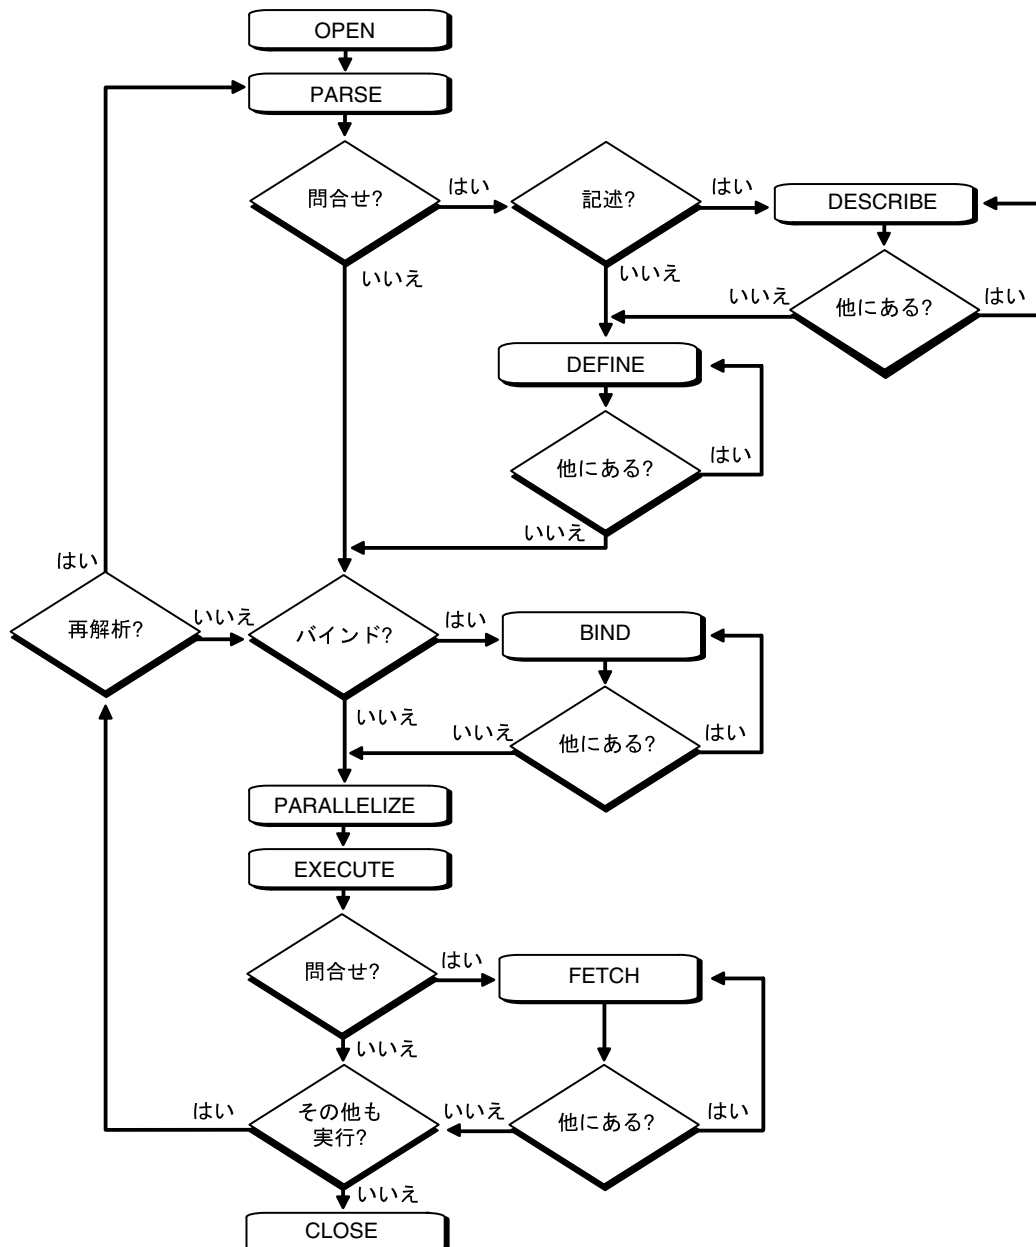 OPEN
PARSE
問合せ?
はい
記述?
はい
DESCRIBE
いいえ
いいえ
いいえ
他にある?
はい
DEFINE
他にある?
はい
いいえ
はい
再解析?
いいえ
バインド?
はい
BIND
いいえ
いいえ
他にある?
はい
PARALLELIZE
EXECUTE
問合せ?
はい
FETCH
いいえ
はい
その他も
実行?
いいえ
他にある?
はい
いいえ
CLOSE